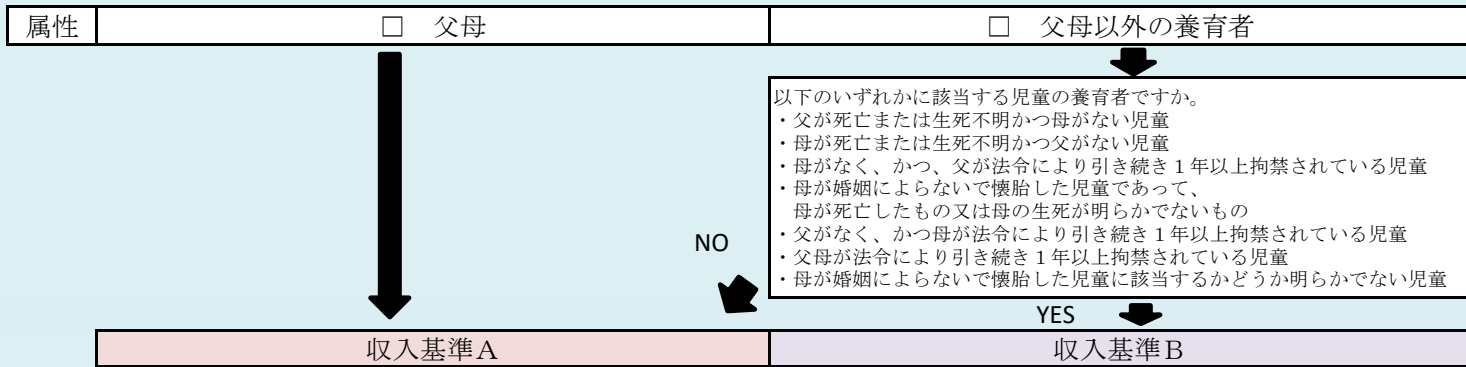 属性 □ 父母 □ 父母以外の養育者
以下のいずれかに該当する児童の養育者ですか。
・父が死亡または生死不明かつ母がない児童
・母が死亡または生死不明かつ父がない児童
・母がなく、かつ、父が法令により引き続き１年以上拘禁されている児童
・母が婚姻によらないで懐胎した児童であって、
母が死亡したもの又は母の生死が明らかでないもの
・父がなく、かつ母が法令により引き続き１年以上拘禁されている児童
・父母が法令により引き続き１年以上拘禁されている児童
・母が婚姻によらないで懐胎した児童に該当するかどうか明らかでない児童
NO
YES
収入基準Ａ 収入基準Ｂ